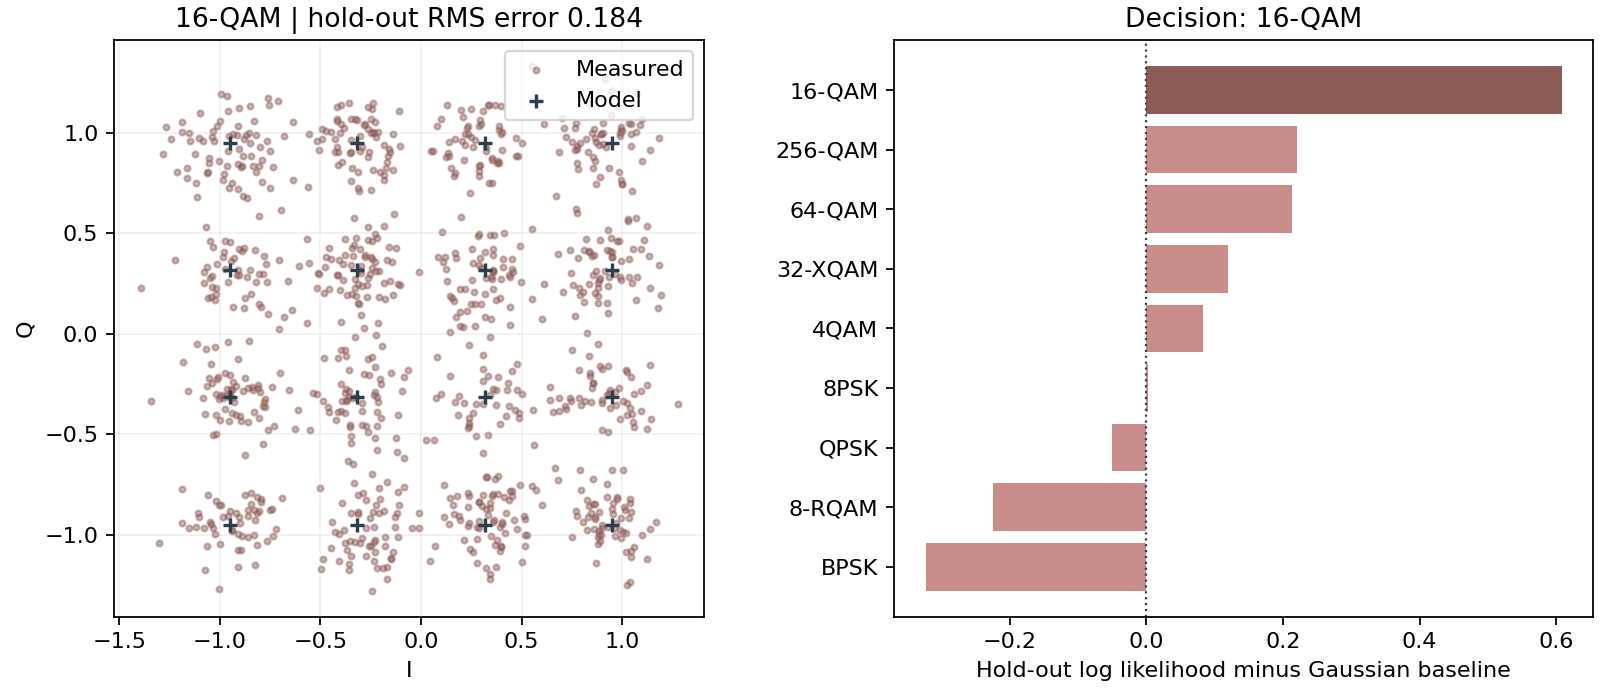 16-QAM | hold-out RMS error 0.184
Measured
Model
1.0
0.5
0.0
−0.5
−1.0
Q
−1.5
−1.0
−0.5
0.0
0.5
1.0
I
Decision: 16-QAM
16-QAM
256-QAM
64-QAM
32-XQAM
4QAM
8PSK
QPSK
8-RQAM
BPSK
−0.2
0.0
0.2
0.4
0.6
Hold-out log likelihood minus Gaussian baseline